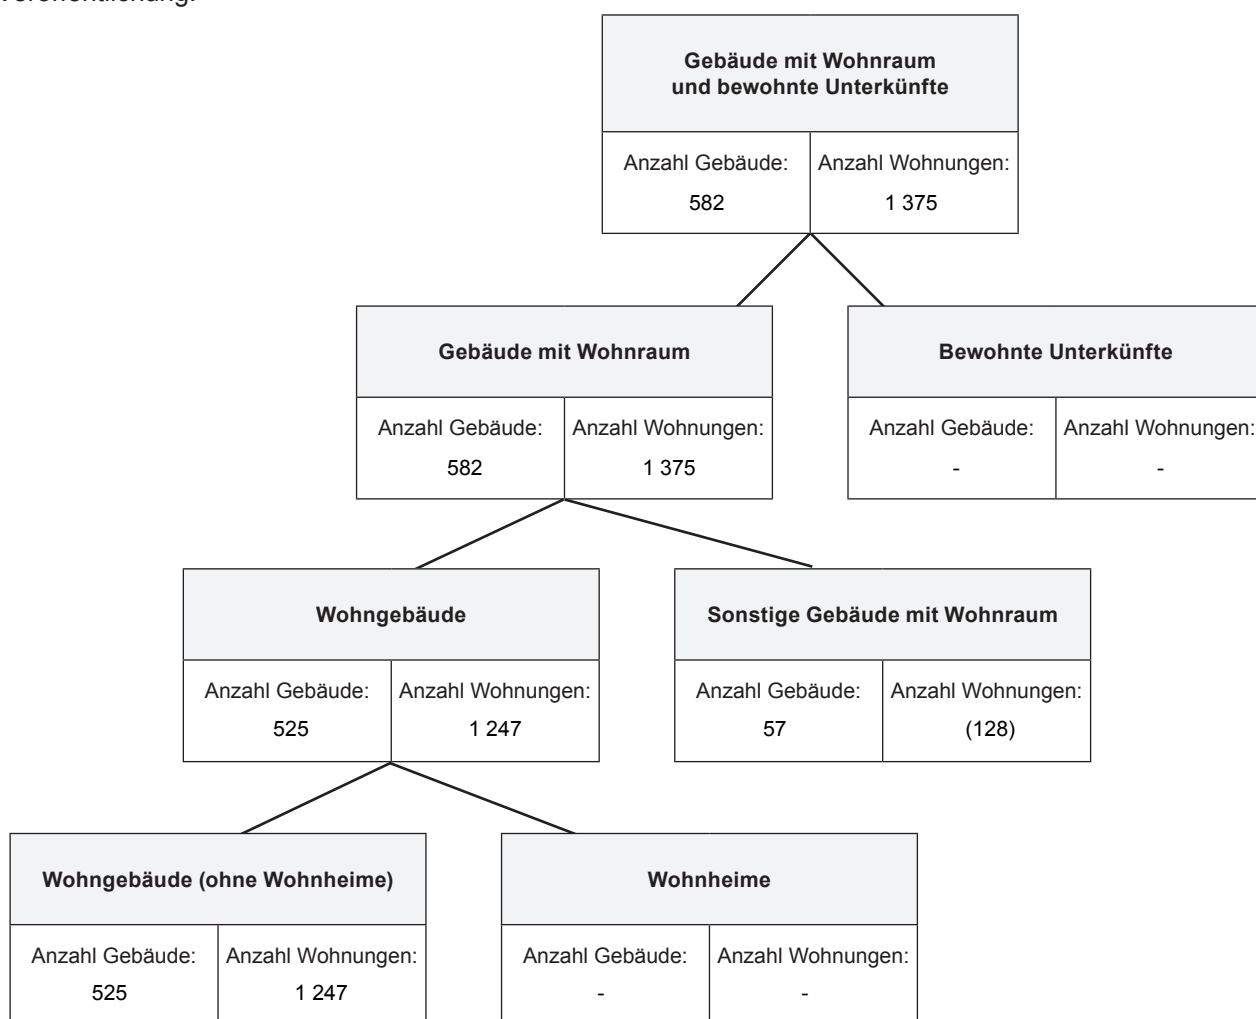 Veröffentlichung.
Gebäude mit Wohnraum
und bewohnte Unterkünfte
Anzahl Gebäude: Anzahl Wohnungen:
582 1 375
Gebäude mit Wohnraum Bewohnte Unterkünfte
Anzahl Gebäude: Anzahl Wohnungen: Anzahl Gebäude: Anzahl Wohnungen:
582 1 375 - -
Wohngebäude Sonstige Gebäude mit Wohnraum
Anzahl Gebäude: Anzahl Wohnungen: Anzahl Gebäude: Anzahl Wohnungen:
525 1 247 57 (128)
Wohngebäude (ohne Wohnheime) Wohnheime
Anzahl Gebäude: Anzahl Wohnungen: Anzahl Gebäude: Anzahl Wohnungen:
525 1 247 - -